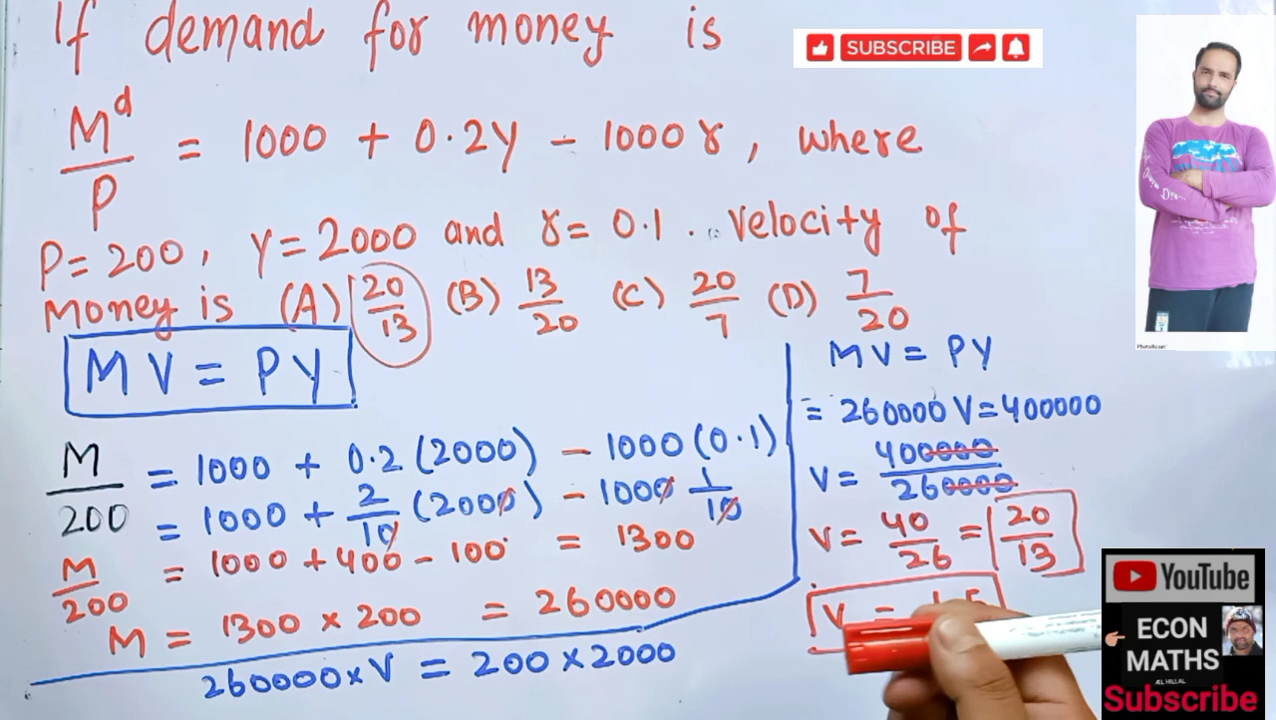 If demand for money is
M^d/P = 1000 + 0.2Y - 1000r, where
P=200, Y=2000 and r=0.1. Velocity of
Money is (A) 20/13 (B) 13/20 (C) 20/7 (D) 7/20
MV = PY
M/200 = 1000 + 0.2(2000) - 1000(0.1)
= 1000 + 2/10 (2000) - 1000 1/10
M/200 = 1000 + 400 - 100 = 1300
M = 1300 × 200 = 260000
260000 × V = 200 × 2000
MV = PY
= 260000 V = 400000
V = 400000/260000
V = 40/26 = 20/13
V =
SUBSCRIBE
PhotoRoom
YouTube
ECON
MATHS
Subscribe